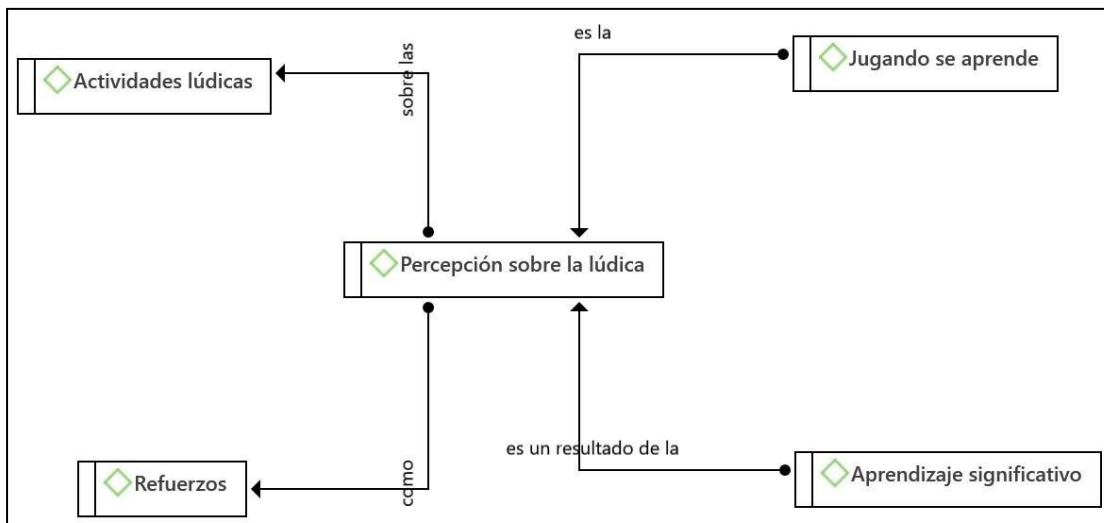 es la
Actividades lúdicas
sobre las
Jugando se aprende
Percepción sobre la lúdica
es un resultado de la
Refuerzos
como
Aprendizaje significativo